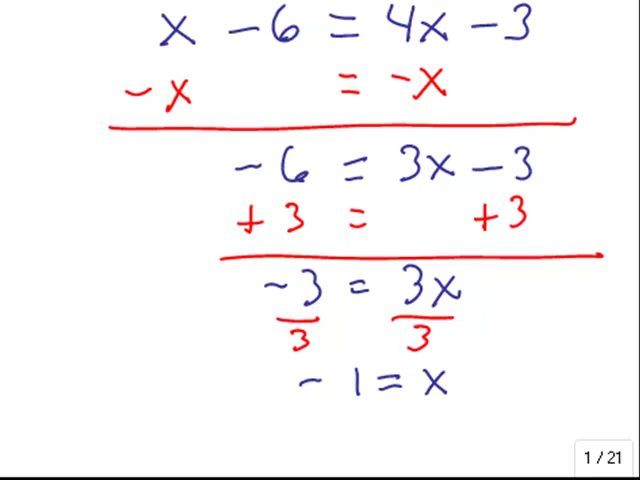 x - 6 = 4x - 3
- x = - x
- 6 = 3x - 3
+ 3 = + 3
- 3 = 3x
3 3
- 1 = x
1 / 21